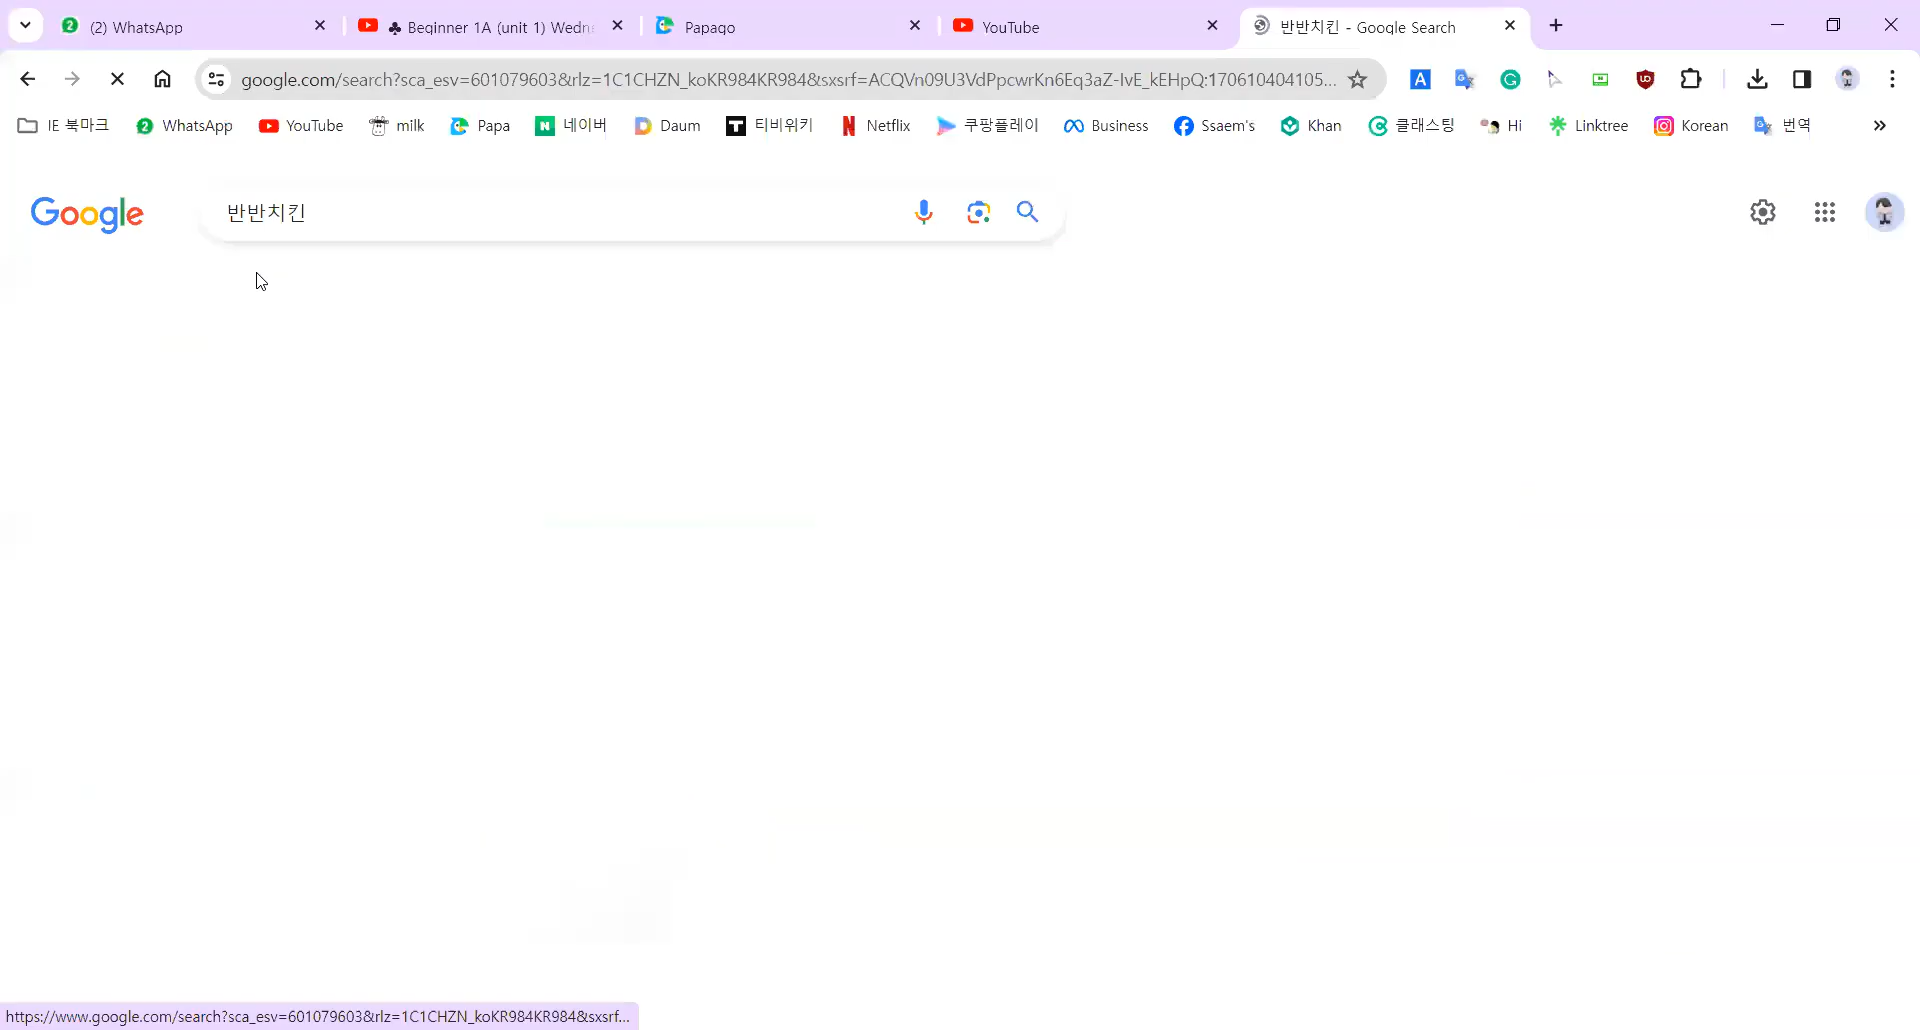 (2) WhatsApp
♣ Beginner 1A (unit 1) Wedn
Papago
YouTube
반반치킨 - Google Search
google.com/search?sca_esv=601079603&rlz=1C1CHZN_koKR984KR984&sxsrf=ACQVn09U3VdPpcwrKn6Eq3aZ-IvE_kEHpQ:170610404105...
IE 북마크
WhatsApp
YouTube
milk
Papa
네이버
Daum
티비위키
Netflix
쿠팡플레이
Business
Ssaem's
Khan
클래스팅
Hi
Linktree
Korean
번역
Google
반반치킨
https://www.google.com/search?sca_esv=601079603&rlz=1C1CHZN_koKR984KR984&sxsrf...